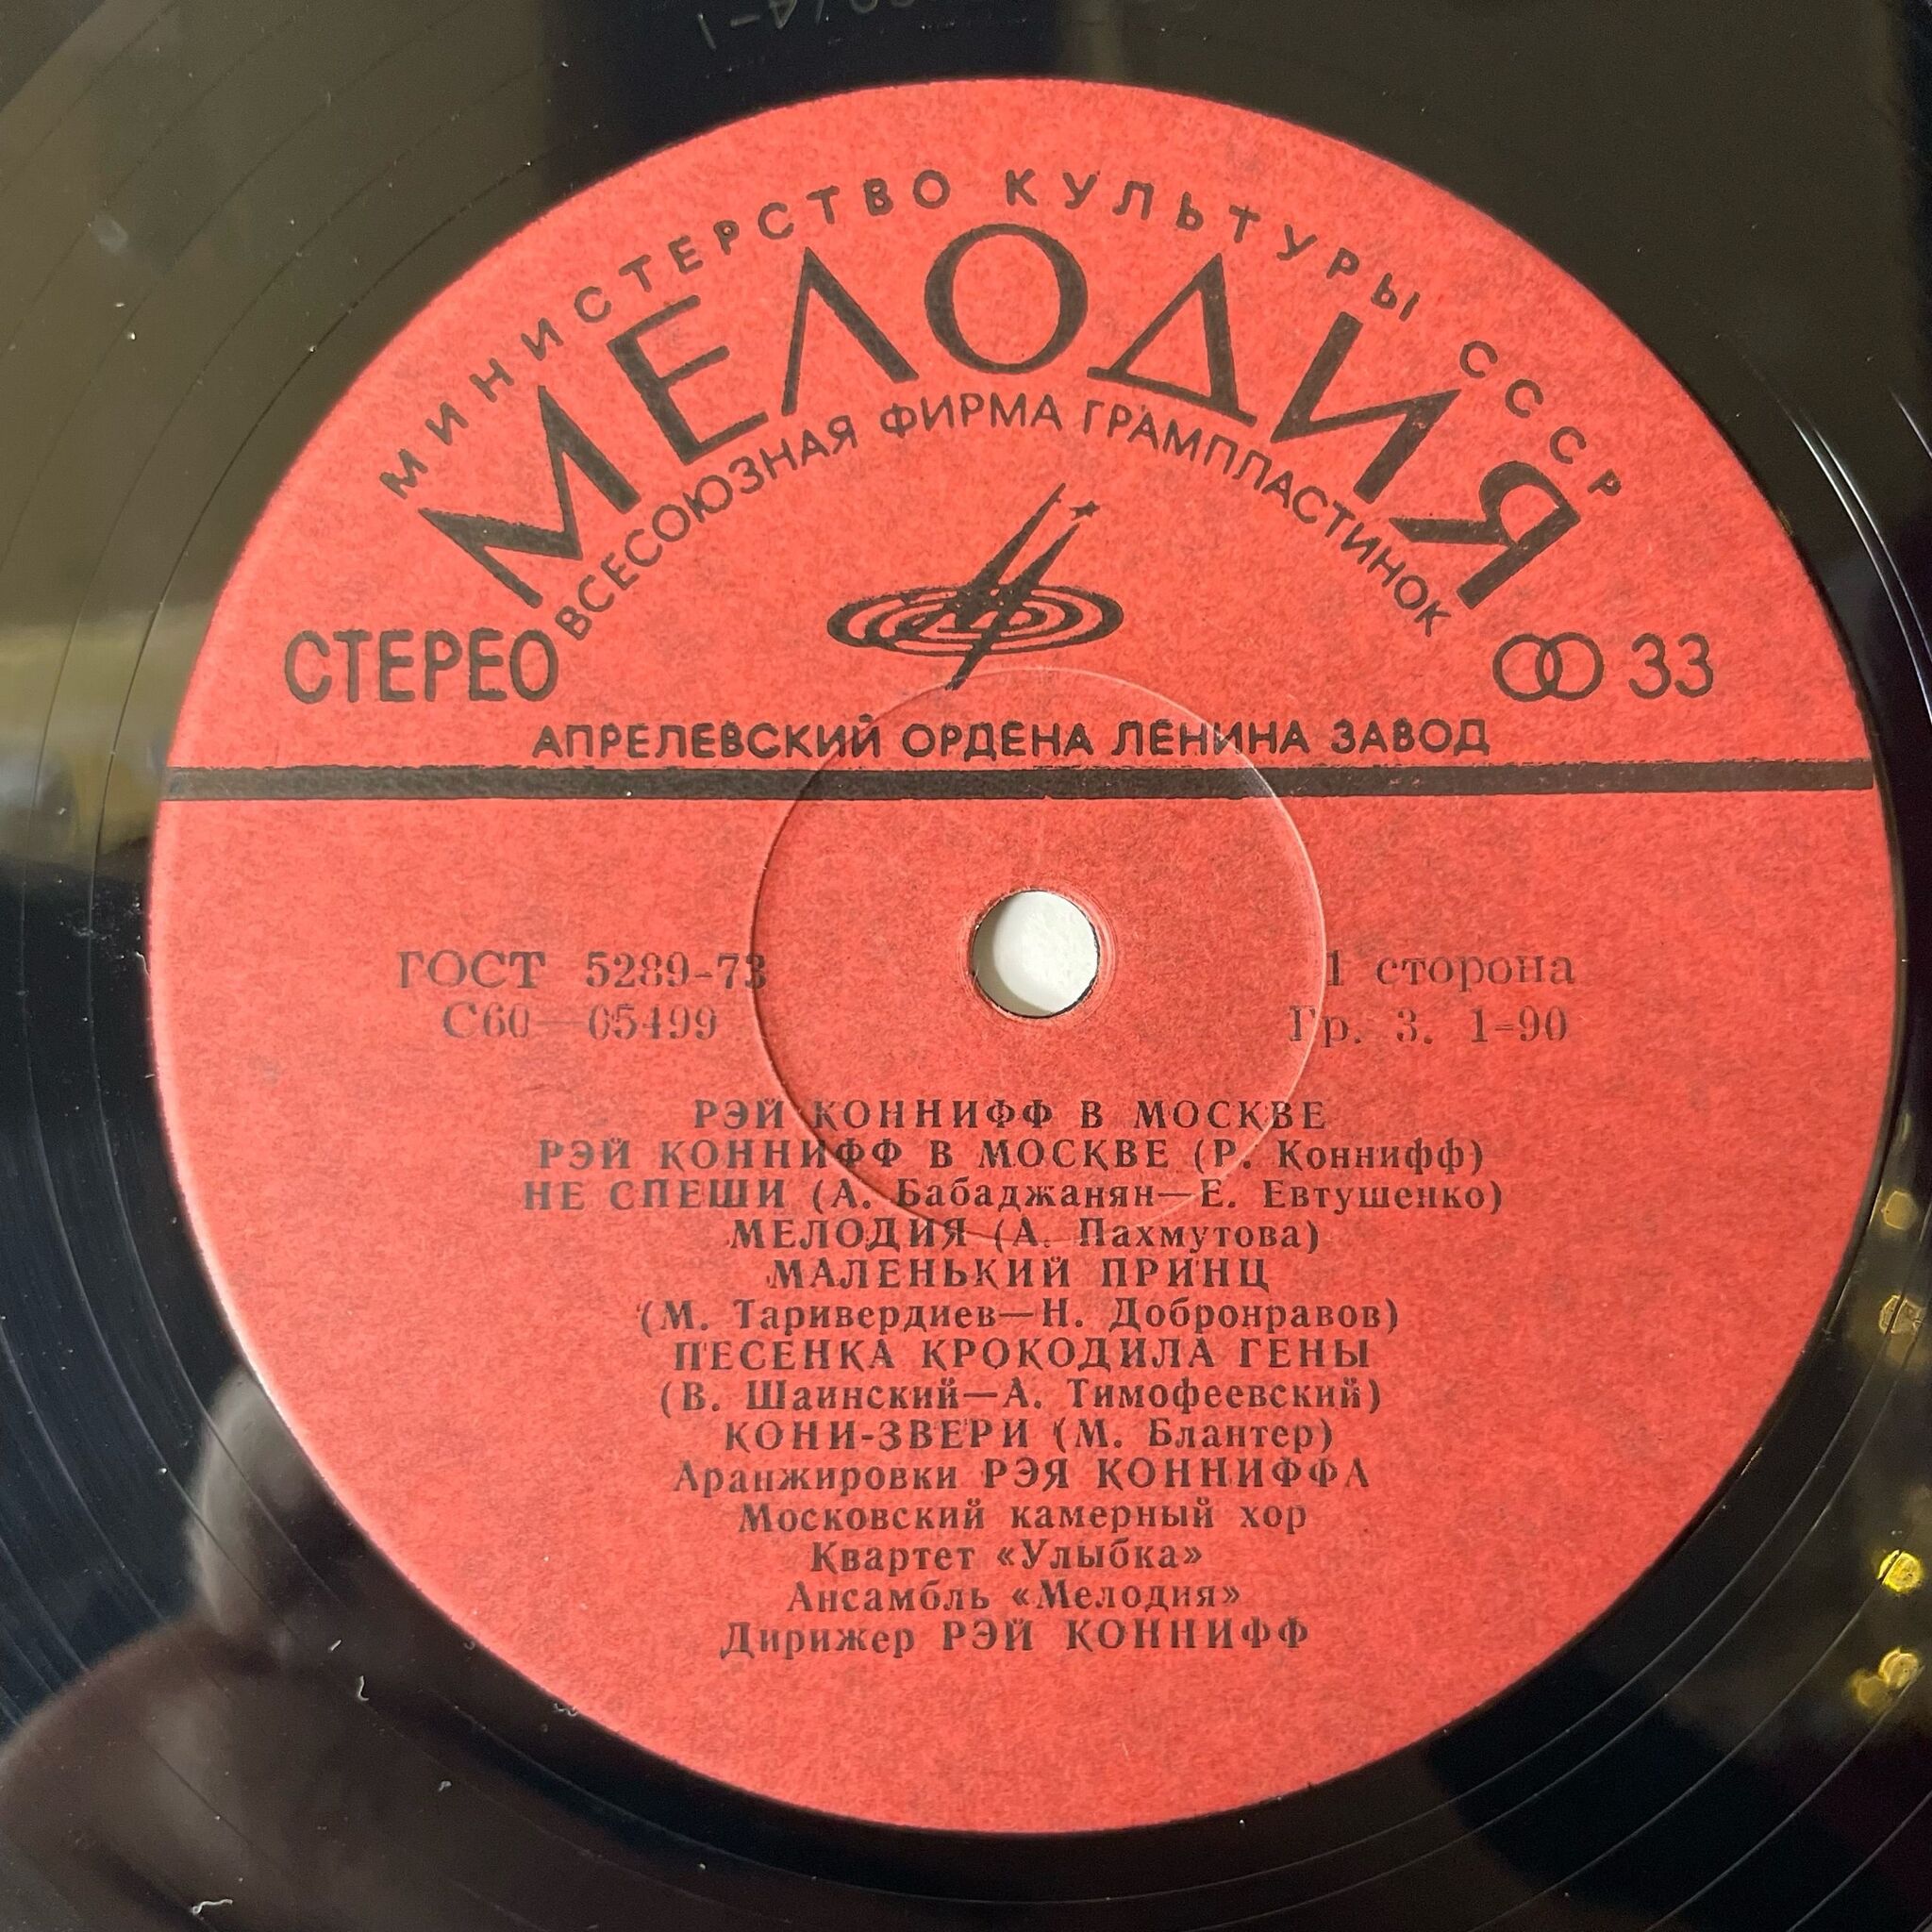 МИНИСТЕРСТВО КУЛЬТУРЫ СССР
МЕЛОДИЯ
ВСЕСОЮЗНАЯ ФИРМА ГРАМПЛАСТИНОК
СТЕРЕО
33
АПРЕЛЕВСКИЙ ОРДЕНА ЛЕНИНА ЗАВОД
ГОСТ 5289-73
1 сторона
С60—05499
Гр. 3. 1-90
РЭЙ КОННИФФ В МОСКВЕ
РЭЙ КОННИФФ В МОСКВЕ (Р. Коннифф)
НЕ СПЕШИ (А. Бабаджанян—Е. Евтушенко)
МЕЛОДИЯ (А. Пахмутова)
МАЛЕНЬКИЙ ПРИНЦ
(М. Таривердиев—Н. Добронравов)
ПЕСЕНКА КРОКОДИЛА ГЕНЫ
(В. Шаинский—А. Тимофеевский)
КОНИ-ЗВЕРИ (М. Блантер)
Аранжировки РЭЯ КОННИФФА
Московский камерный хор
Квартет «Улыбка»
Ансамбль «Мелодия»
Дирижер РЭЙ КОННИФФ